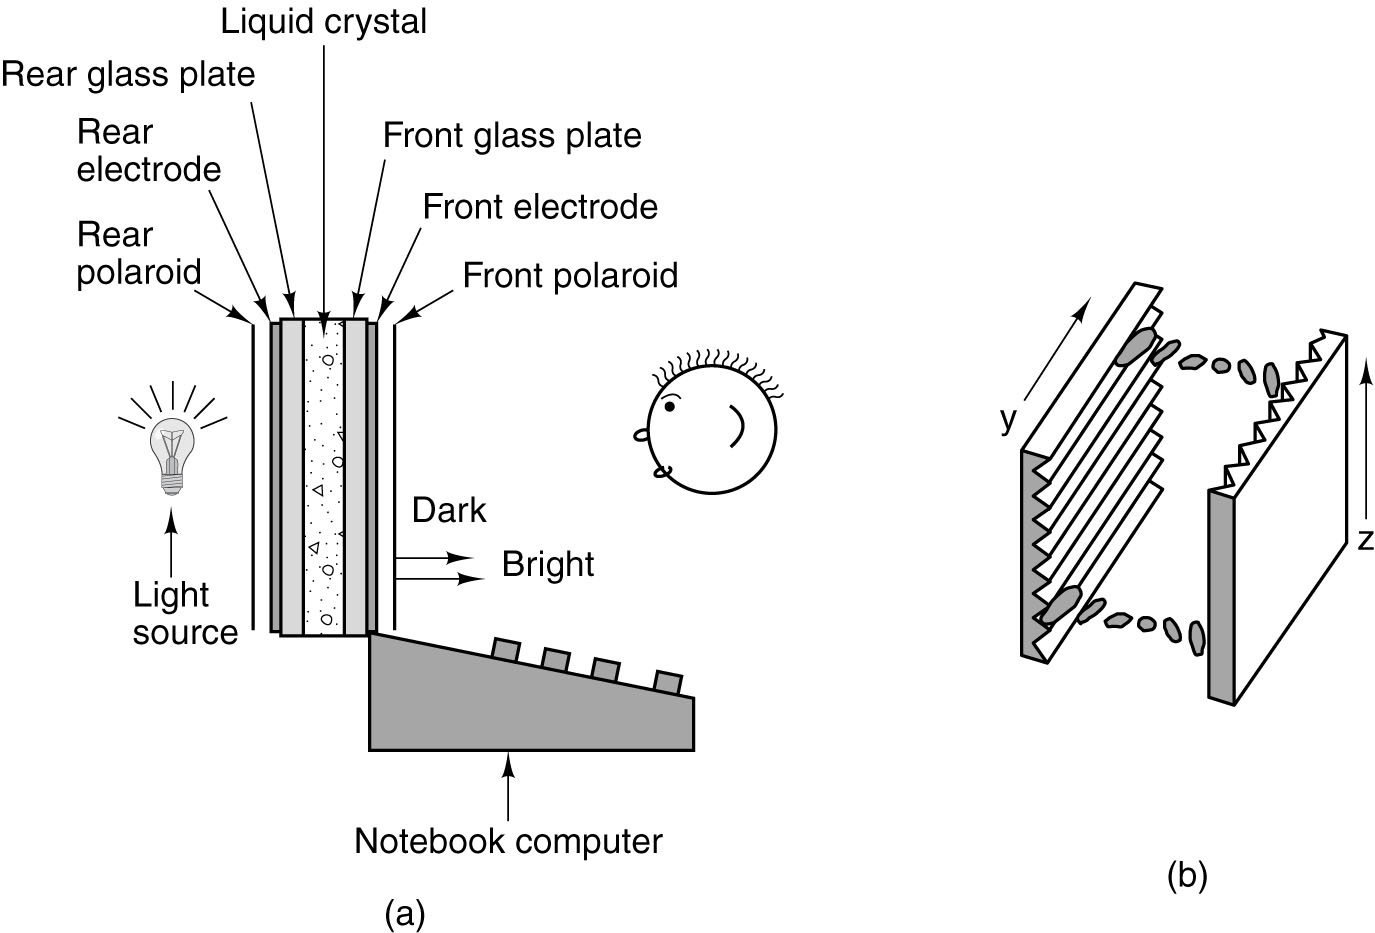 Liquid crystal
Rear glass plate
Rear
electrode
Rear
polaroid
Front glass plate
Front electrode
Front polaroid
Dark
Bright
Light
source
Notebook computer
(a)
y
z
(b)